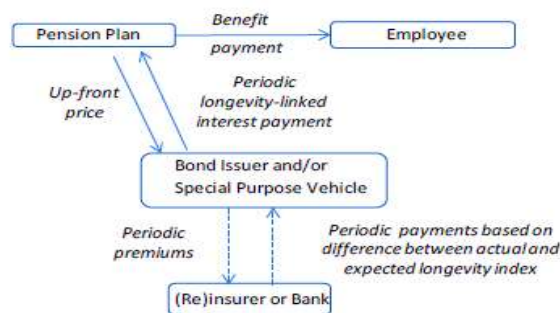 Benefit
Pension Plan
payment
Employee
Up-front
price
Periodic
longevity-linked
interest payment
Bond Issuer and/or
Special Purpose Vehicle
Periodic
premiums
Periodic payments based on
difference between actual and
expected longevity index
(Re)insurer or Bank